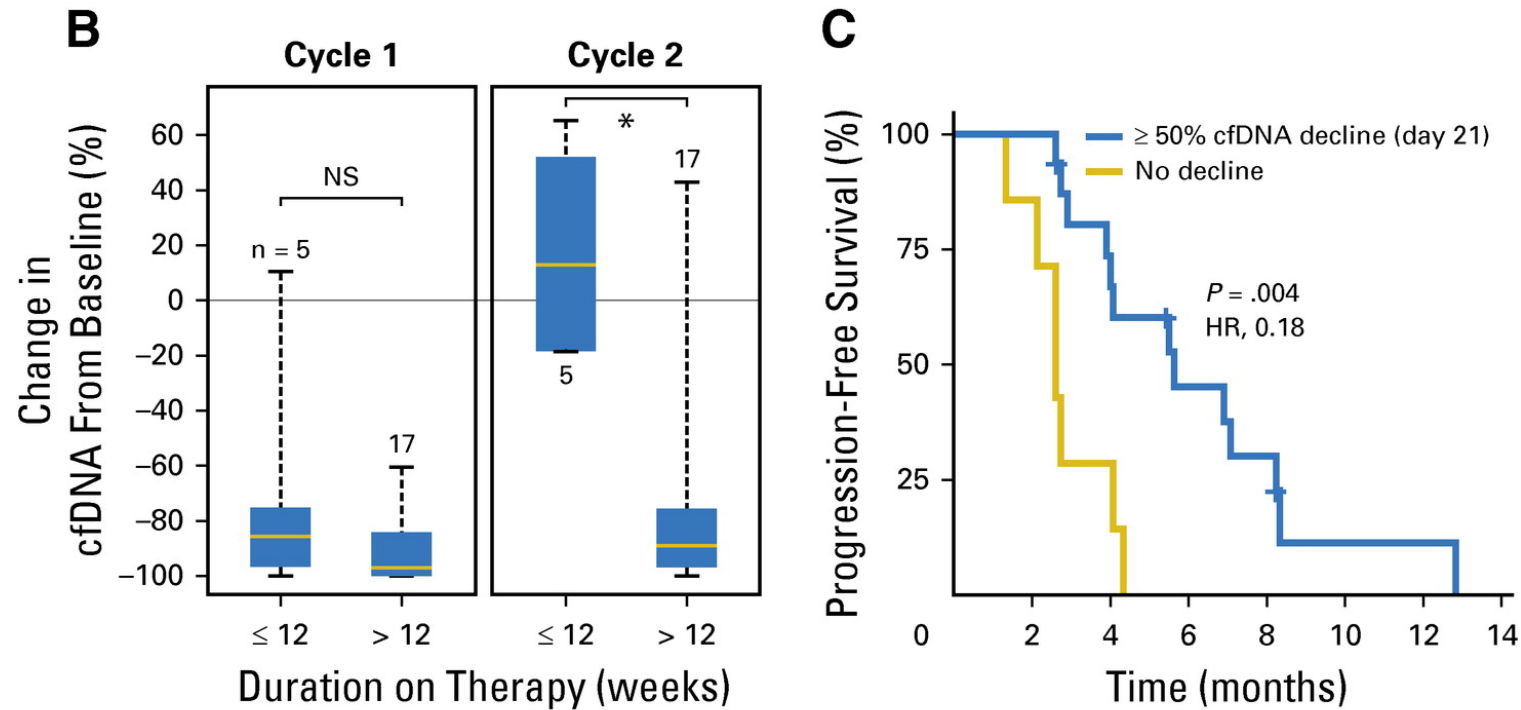 B
Cycle 1
Cycle 2
Change in
cfDNA From Baseline (%)
60
40
20
0
−20
−40
−60
−80
−100
NS
n = 5
17
*
17
5
≤ 12
> 12
≤ 12
> 12
Duration on Therapy (weeks)
C
Progression-Free Survival (%)
100
75
50
25
≥ 50% cfDNA decline (day 21)
No decline
P = .004
HR, 0.18
0
2
4
6
8
10
12
14
Time (months)